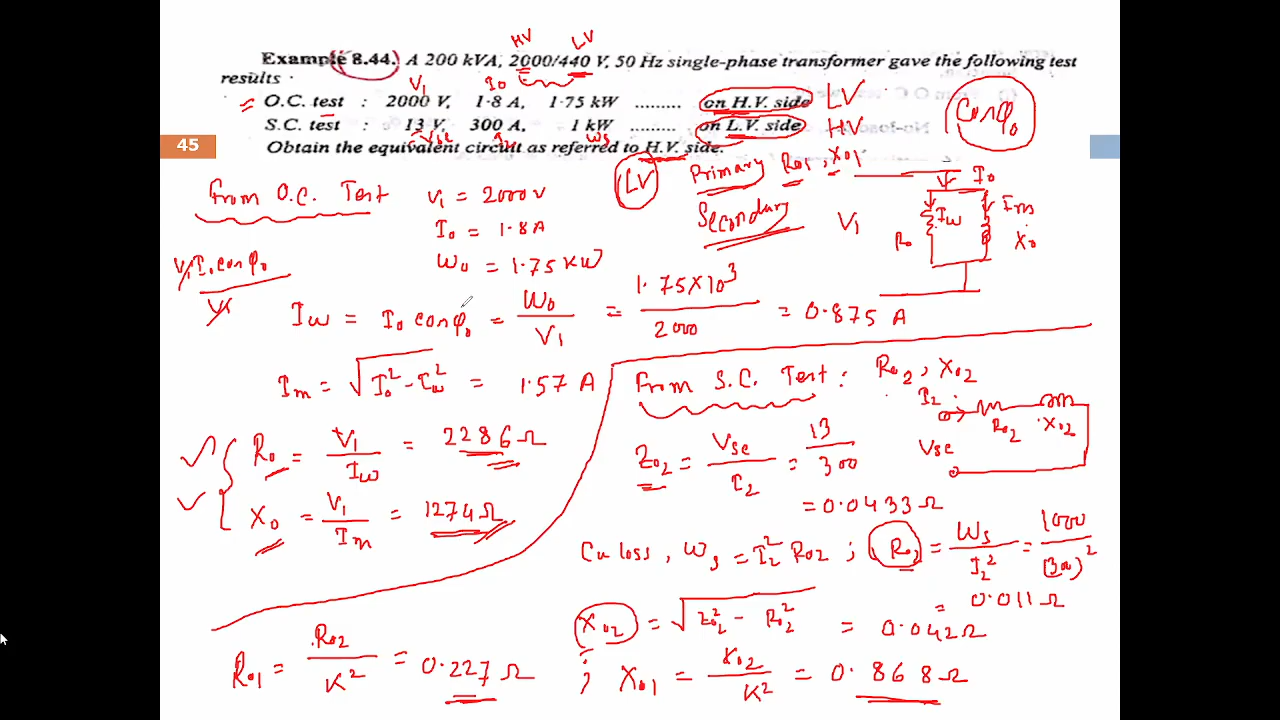 HV LV
Example 8.44. A 200 kVA, 2000/440 V, 50 Hz single-phase transformer gave the following test
results
V₁ I₀
O.C. test : 2000 V, 1·8 A, 1·75 kW ......... on H.V. side LV
S.C. test : 13 V, 300 A, 1 kW ......... on L.V. side HV
Vsc Ws
Obtain the equivalent circuit as referred to H.V. side.
45
cosφ₀
LV Primary R₀₁, X₀₁
Secondary
From O.C. Test V₁ = 2000 V
I₀ = 1·8 A
W₀ = 1·75 KW
V₁ I₀ Iw Im R₀ X₀
V₁I₀cosφ₀ / V₁
Iw = I₀ cosφ₀ = W₀ / V₁ = 1·75×10³ / 2000 = 0·875 A
Im = √I₀² - Iw² = 1·57 A
R₀ = V₁ / Iw = 2286 Ω
X₀ = V₁ / Im = 1274 Ω
From S.C. Test : R₀₂, X₀₂
I₂ R₀₂ X₀₂
Vsc
Z₀₂ = Vsc / I₂ = 13 / 300
= 0·0433 Ω
Cu loss, Ws = I₂² R₀₂ ; R₀₂ = Ws / I₂² = 1000 / (300)²
= 0·011 Ω
X₀₂ = √Z₀₂² - R₀₂² = 0·042 Ω
R₀₁ = R₀₂ / K² = 0·227 Ω ; X₀₁ = X₀₂ / K² = 0·868 Ω